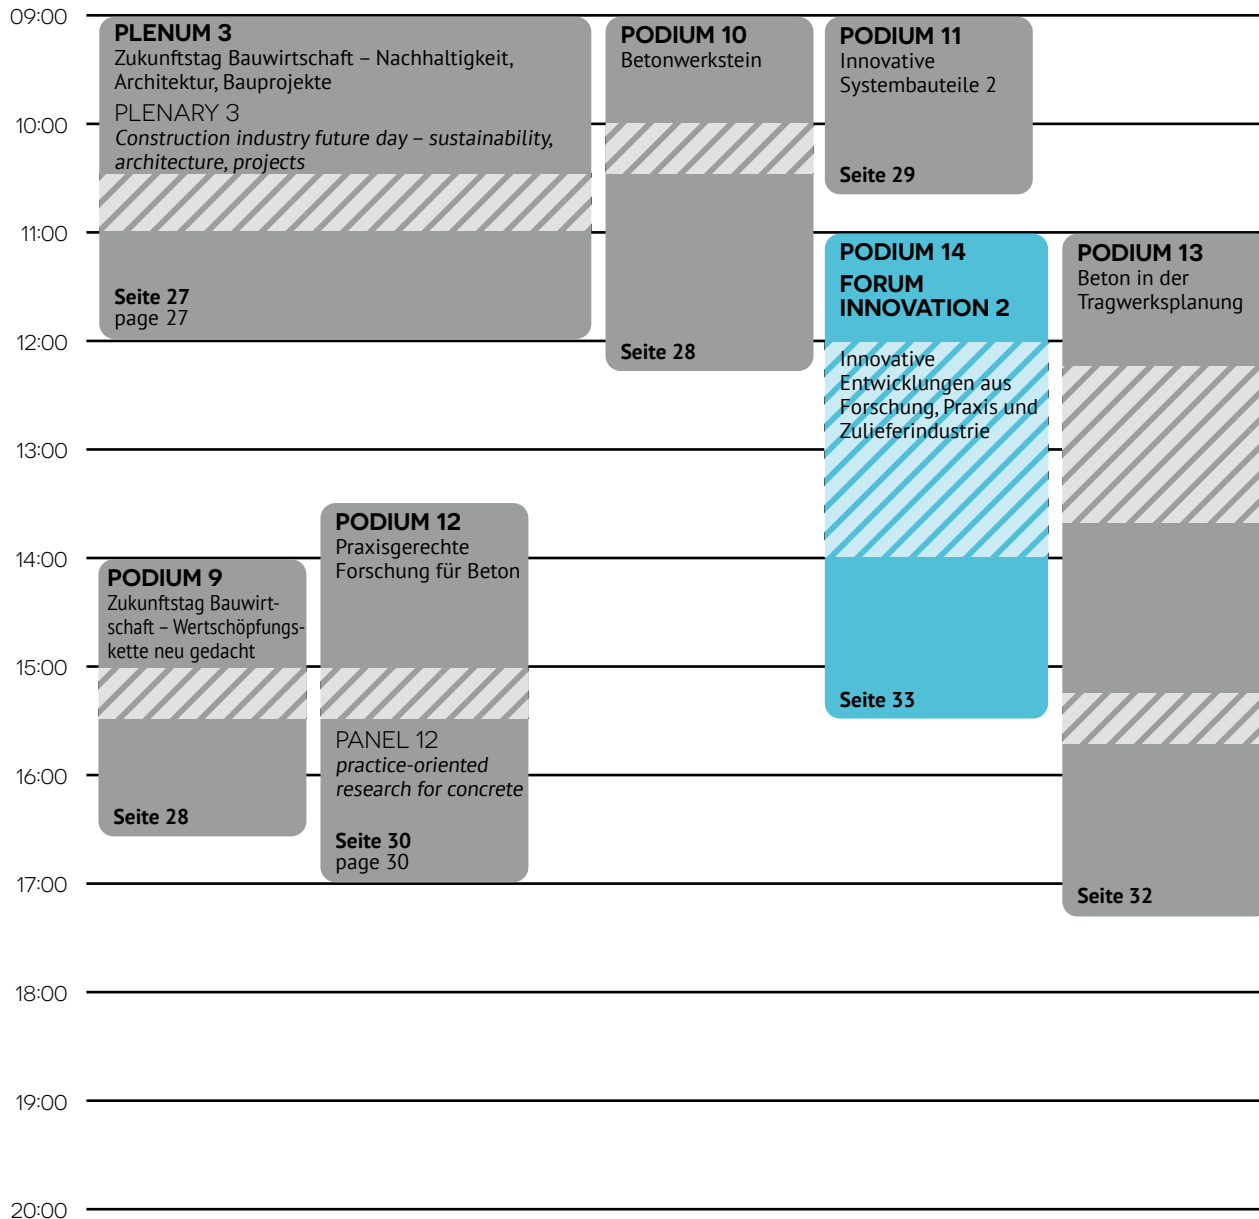 09:00
10:00
11:00
12:00
13:00
14:00
15:00
16:00
17:00
18:00
19:00
20:00
PLENUM 3
Zukunftstag Bauwirtschaft – Nachhaltigkeit,
Architektur, Bauprojekte
PLENARY 3
Construction industry future day – sustainability,
architecture, projects
Seite 27
page 27
PODIUM 10
Betonwerkstein
Seite 28
PODIUM 11
Innovative
Systembauteile 2
Seite 29
PODIUM 14
FORUM
INNOVATION 2
Innovative
Entwicklungen aus
Forschung, Praxis und
Zulieferindustrie
Seite 33
PODIUM 13
Beton in der
Tragwerksplanung
Seite 32
PODIUM 9
Zukunftstag Bauwirt-
schaft – Wertschöpfungs-
kette neu gedacht
Seite 28
PODIUM 12
Praxisgerechte
Forschung für Beton
PANEL 12
practice-oriented
research for concrete
Seite 30
page 30